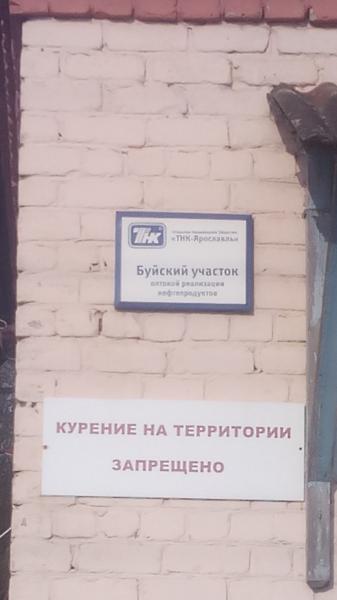 ТНК
Открытое Акционерное Общество
«ТНК-Ярославль»
Буйский участок
оптовой реализации
нефтепродуктов
КУРЕНИЕ НА ТЕРРИТОРИИ
ЗАПРЕЩЕНО